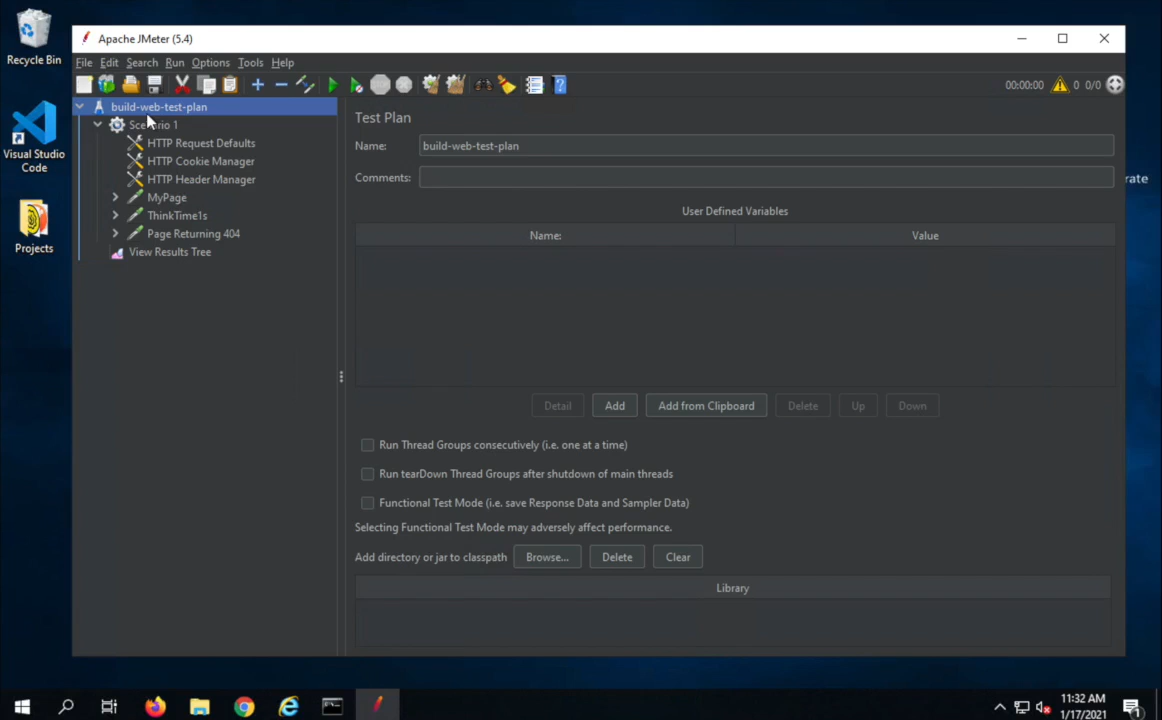 Recycle Bin
Visual Studio
Code
Projects
Apache JMeter (5.4)
File Edit Search Run Options Tools Help
00:00:00 0 0/0
build-web-test-plan
Scenario 1
HTTP Request Defaults
HTTP Cookie Manager
HTTP Header Manager
MyPage
ThinkTime1s
Page Returning 404
View Results Tree
Test Plan
Name: build-web-test-plan
Comments:
User Defined Variables
Name: Value
Detail Add Add from Clipboard Delete Up Down
Run Thread Groups consecutively (i.e. one at a time)
Run tearDown Thread Groups after shutdown of main threads
Functional Test Mode (i.e. save Response Data and Sampler Data)
Selecting Functional Test Mode may adversely affect performance.
Add directory or jar to classpath Browse... Delete Clear
Library
rate
11:32 AM
1/17/2021
1